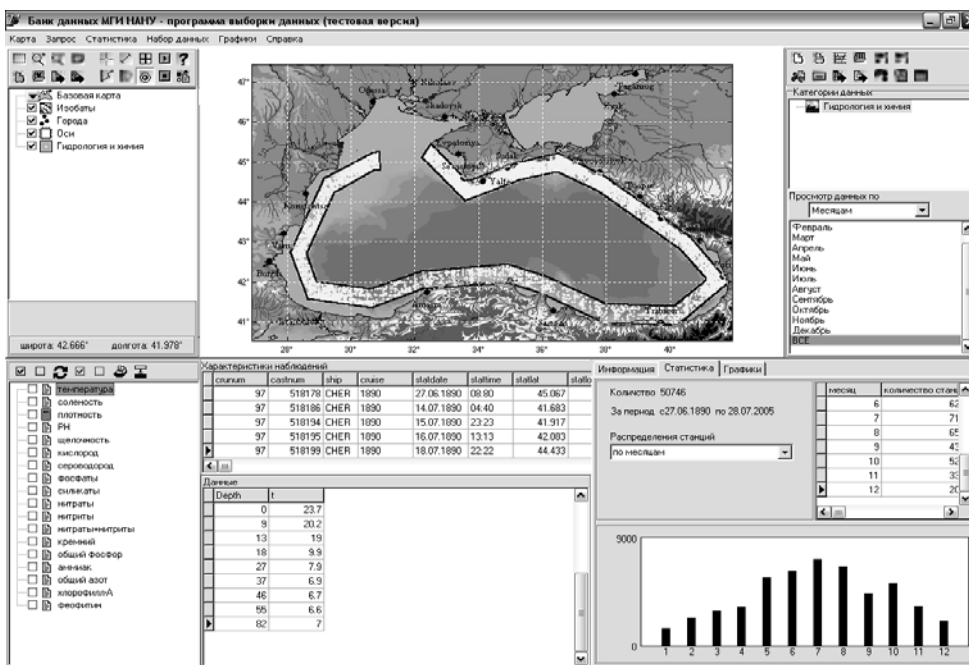 Банк данных МГИ НАНУ - программа выборки данных (тестовая версия)
Карта Запрос Статистика Набор данных Графики Справка
Базовая карта
Изобаты
Города
Оси
Гидрология и химия
широта: 42.666° долгота: 41.978°
47°
46°
45°
44°
43°
42°
41°
28° 30° 32° 34° 36° 38° 40°
Odessa
Skadovsk
Yevpatoriya
Sudak
Yalta
Taganrog
Категории данных
Гидрология и химия
Просмотр данных по
Месяцам
Февраль
Март
Апрель
Май
Июнь
Июль
Август
Сентябрь
Октябрь
Ноябрь
Декабрь
ВСЕ
температура
соленость
плотность
PH
щелочность
кислород
сероводород
фосфаты
силикаты
нитраты
нитриты
нитраты+нитриты
кремний
общий фосфор
аммиак
общий азот
хлорофилл-А
феофитин
Характеристики наблюдений
crunum castnum ship cruise statdate stattime statlat
97 518178 CHER 1890 27.06.1890 08:80 45.067
97 518186 CHER 1890 14.07.1890 04:40 41.683
97 518194 CHER 1890 15.07.1890 23:23 41.917
97 518195 CHER 1890 16.07.1890 13:13 42.083
97 518199 CHER 1890 18.07.1890 22:22 44.433
Данные
Depth t
0 23.7
9 20.2
13 19
18 9.9
27 7.9
37 6.9
46 6.7
55 6.6
82 7
Информация Статистика Графики
Количство 50746
За период с27.06.1890 по 28.07.2005
Распределения станций
по месяцам
месяц количество стан
6 62
7 71
8 65
9 43
10 52
11 33
12 20
9000
0
1 2 3 4 5 6 7 8 9 10 11 12